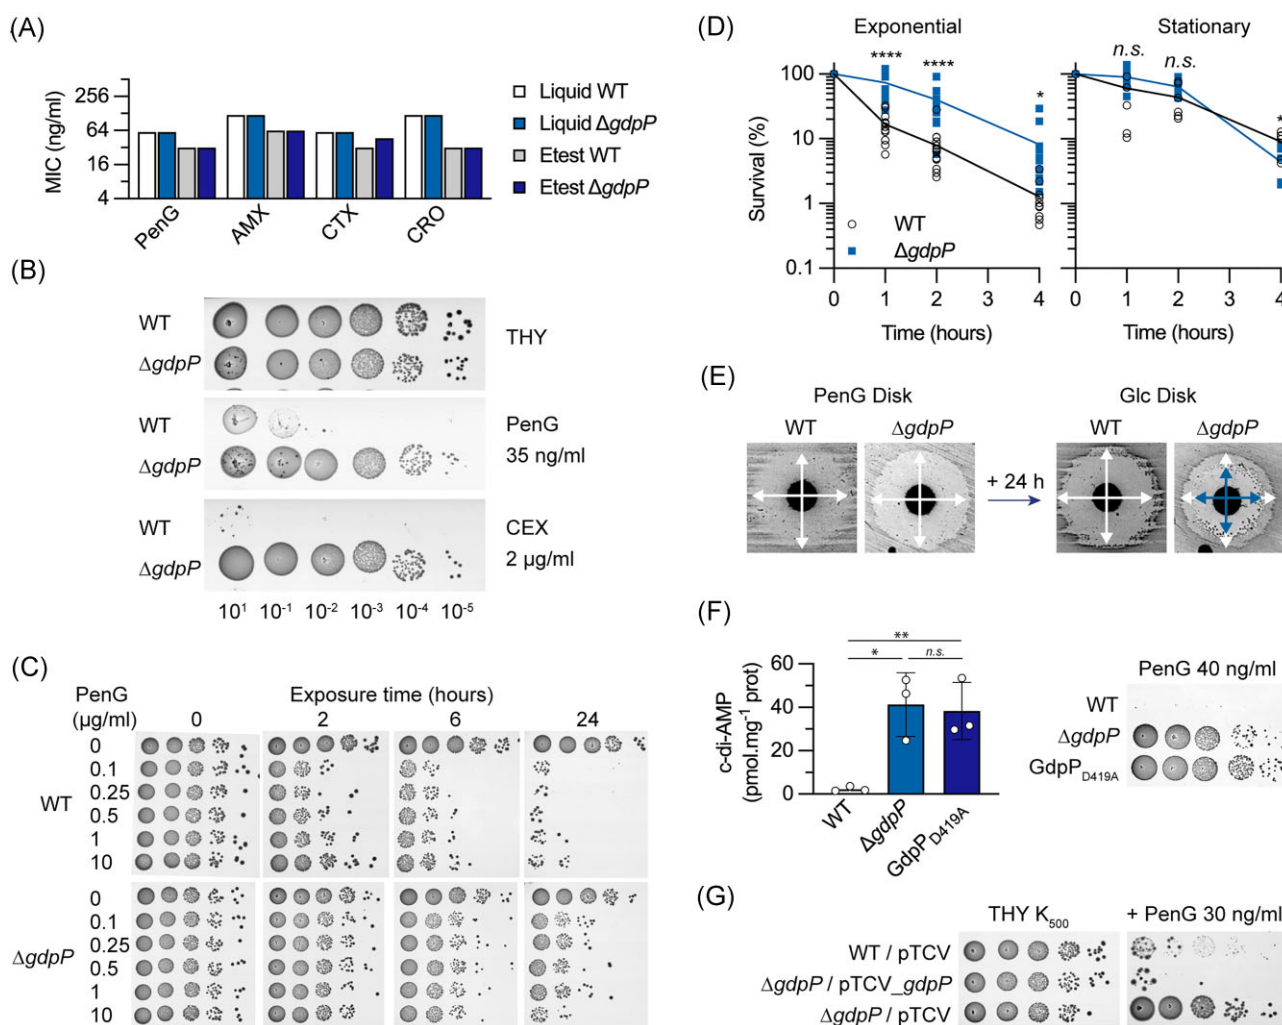 (A)
MIC (ng/ml)
256
64
16
4
PenG
AMX
CTX
CRO
Liquid WT
Liquid ΔgdpP
Etest WT
Etest ΔgdpP
(B)
WT
ΔgdpP
THY
WT
ΔgdpP
PenG
35 ng/ml
WT
ΔgdpP
CEX
2 µg/ml
10¹ 10⁻¹ 10⁻² 10⁻³ 10⁻⁴ 10⁻⁵
(C)
PenG
(µg/ml)
Exposure time (hours)
0 2 6 24
WT
0
0.1
0.25
0.5
1
10
ΔgdpP
0
0.1
0.25
0.5
1
10
(D)
Exponential
Stationary
Survival (%)
100
10
1
0.1
**** **** *
n.s. n.s. *
WT
ΔgdpP
0 1 2 3 4
0 1 2 3 4
Time (hours)
Time (hours)
(E)
PenG Disk
Glc Disk
WT ΔgdpP
+ 24 h
WT ΔgdpP
(F)
c-di-AMP
(pmol.mg⁻¹ prot)
60
40
20
0
**
* n.s.
WT
ΔgdpP
GdpP_D419A
PenG 40 ng/ml
WT
ΔgdpP
GdpP_D419A
(G)
THY K₅₀₀
+ PenG 30 ng/ml
WT / pTCV
ΔgdpP / pTCV_gdpP
ΔgdpP / pTCV